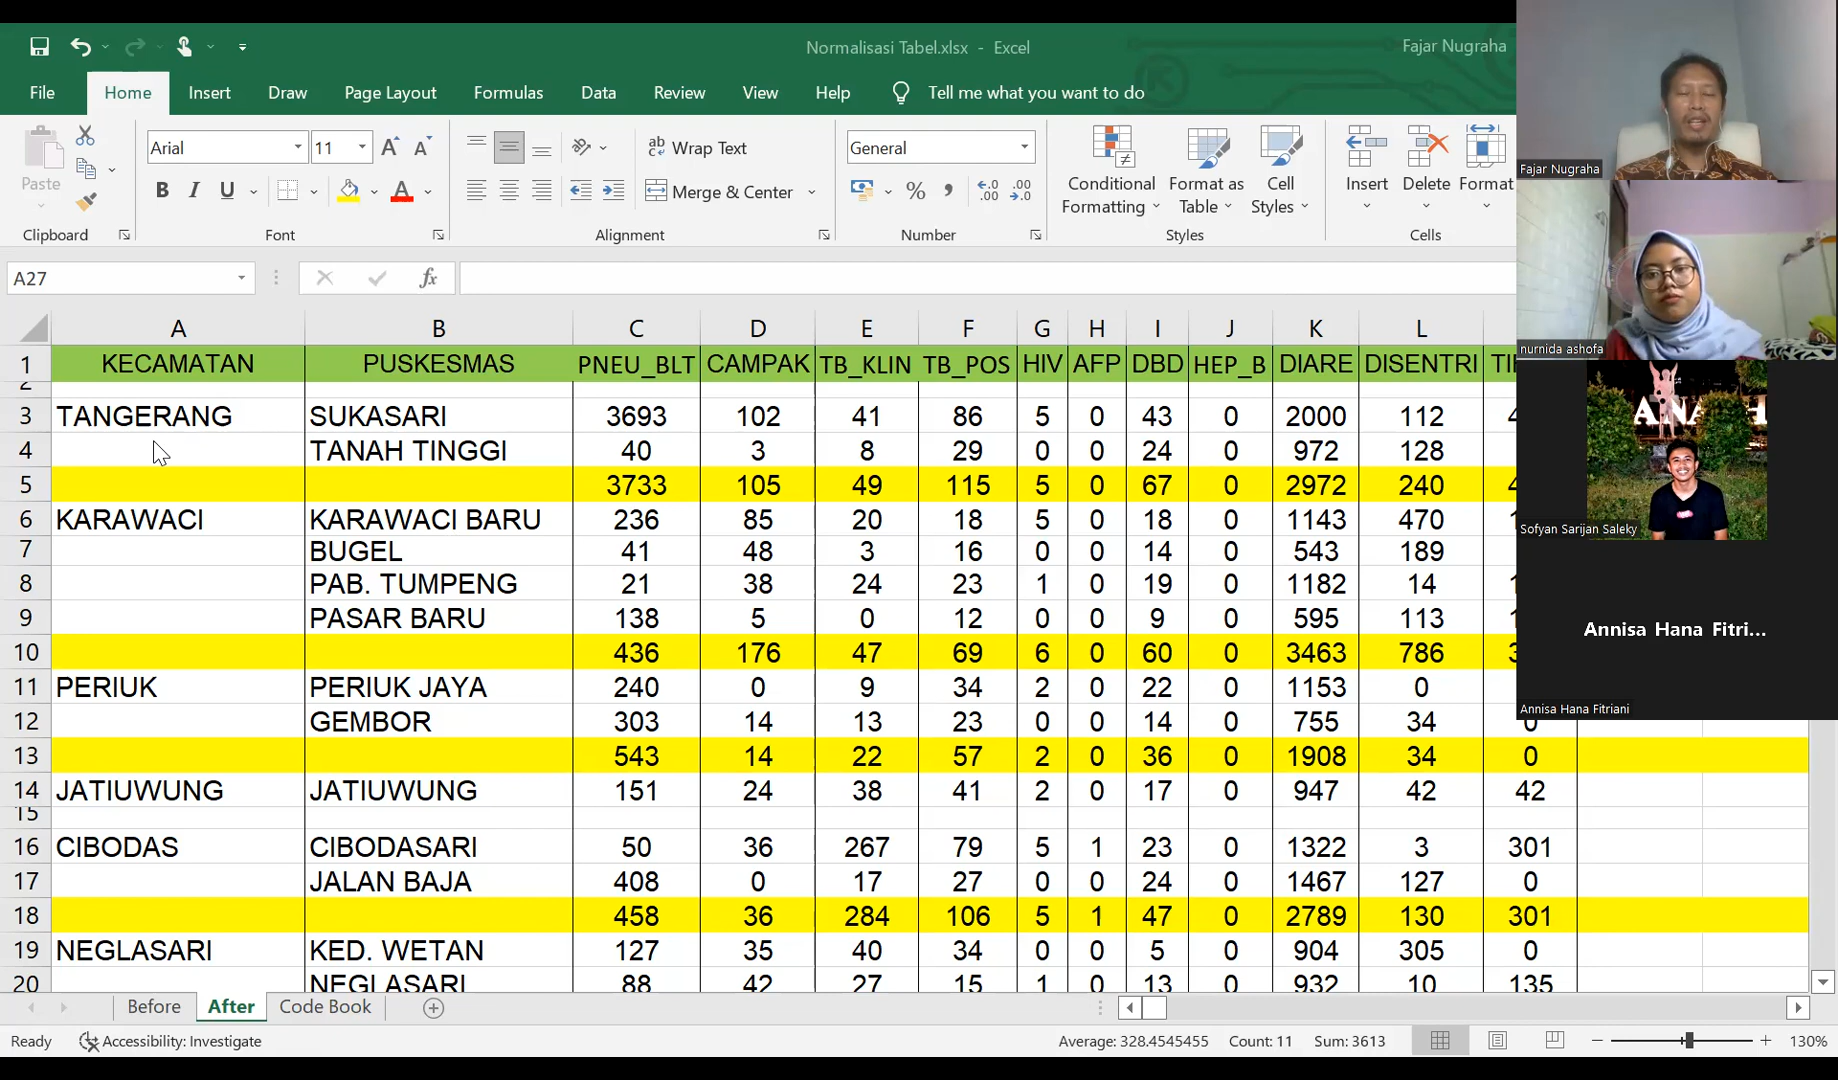 Normalisasi Tabel.xlsx - Excel
Fajar Nugraha
File Home Insert Draw Page Layout Formulas Data Review View Help Tell me what you want to do
Paste
Clipboard
Arial 11
B I U A
Font
Wrap Text
Merge & Center
Alignment
General
Number
Conditional Formatting
Format as Table
Cell Styles
Styles
Insert Delete Format
Cells
A27
fx
A B C D E F G H I J K L
1 KECAMATAN PUSKESMAS PNEU_BLT CAMPAK TB_KLIN TB_POS HIV AFP DBD HEP_B DIARE DISENTRI
2
3 TANGERANG SUKASARI 3693 102 41 86 5 0 43 0 2000 112
4 TANAH TINGGI 40 3 8 29 0 0 24 0 972 128
5 3733 105 49 115 5 0 67 0 2972 240
6 KARAWACI KARAWACI BARU 236 85 20 18 5 0 18 0 1143 470
7 BUGEL 41 48 3 16 0 0 14 0 543 189
8 PAB. TUMPENG 21 38 24 23 1 0 19 0 1182 14
9 PASAR BARU 138 5 0 12 0 0 9 0 595 113
10 436 176 47 69 6 0 60 0 3463 786
11 PERIUK PERIUK JAYA 240 0 9 34 2 0 22 0 1153 0
12 GEMBOR 303 14 13 23 0 0 14 0 755 34 0
13 543 14 22 57 2 0 36 0 1908 34 0
14 JATIUWUNG JATIUWUNG 151 24 38 41 2 0 17 0 947 42 42
15
16 CIBODAS CIBODASARI 50 36 267 79 5 1 23 0 1322 3 301
17 JALAN BAJA 408 0 17 27 0 0 24 0 1467 127 0
18 458 36 284 106 5 1 47 0 2789 130 301
19 NEGLASARI KED. WETAN 127 35 40 34 0 0 5 0 904 305 0
20 NEGLASARI 88 42 27 15 1 0 13 0 932 10 135
Before After Code Book
Ready Accessibility: Investigate Average: 328.4545455 Count: 11 Sum: 3613 130%
Fajar Nugraha
nurnida ashofa
Sofyan Sarijan Saleky
Annisa Hana Fitri...
Annisa Hana Fitriani